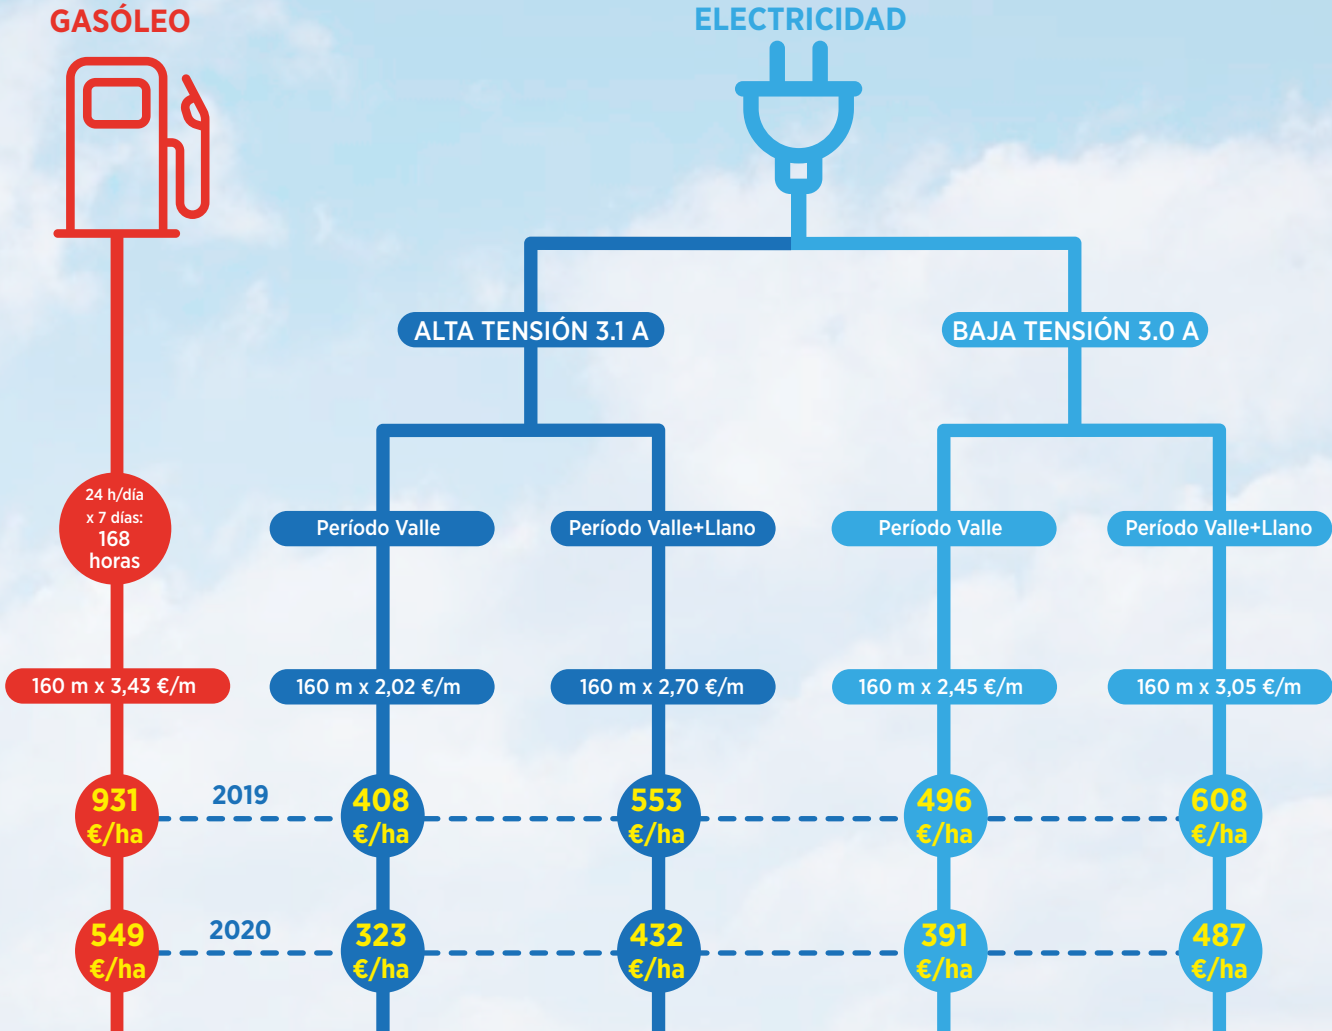 GASÓLEO
ELECTRICIDAD
ALTA TENSIÓN 3.1 A
BAJA TENSIÓN 3.0 A
24 h/día
x 7 días:
168
horas
Período Valle
Período Valle+Llano
Período Valle
Período Valle+Llano
160 m x 3,43 €/m
160 m x 2,02 €/m
160 m x 2,70 €/m
160 m x 2,45 €/m
160 m x 3,05 €/m
931
€/ha
2019
408
€/ha
553
€/ha
496
€/ha
608
€/ha
549
€/ha
2020
323
€/ha
432
€/ha
391
€/ha
487
€/ha